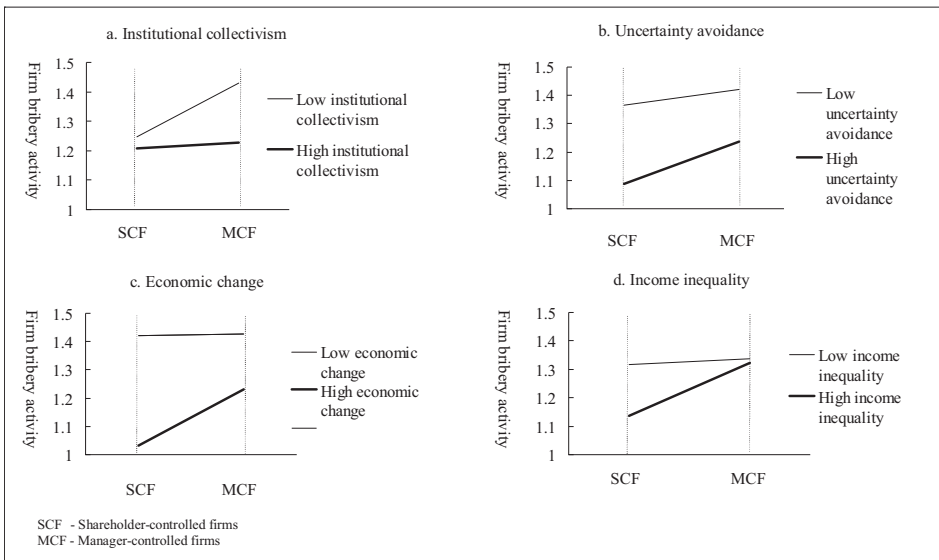 a. Institutional collectivism
Firm bribery activity
1.5
1.4
1.3
1.2
1.1
1
SCF
MCF
Low institutional
collectivism
High institutional
collectivism
b. Uncertainty avoidance
Firm bribery activity
1.5
1.4
1.3
1.2
1.1
1
SCF
MCF
Low
uncertainty
avoidance
High
uncertainty
avoidance
c. Economic change
Firm bribery activity
1.5
1.4
1.3
1.2
1.1
1
SCF
MCF
Low economic
change
High economic
change
d. Income inequality
Firm bribery activity
1.5
1.4
1.3
1.2
1.1
1
SCF
MCF
Low income
inequality
High income
inequality
SCF - Shareholder-controlled firms
MCF - Manager-controlled firms